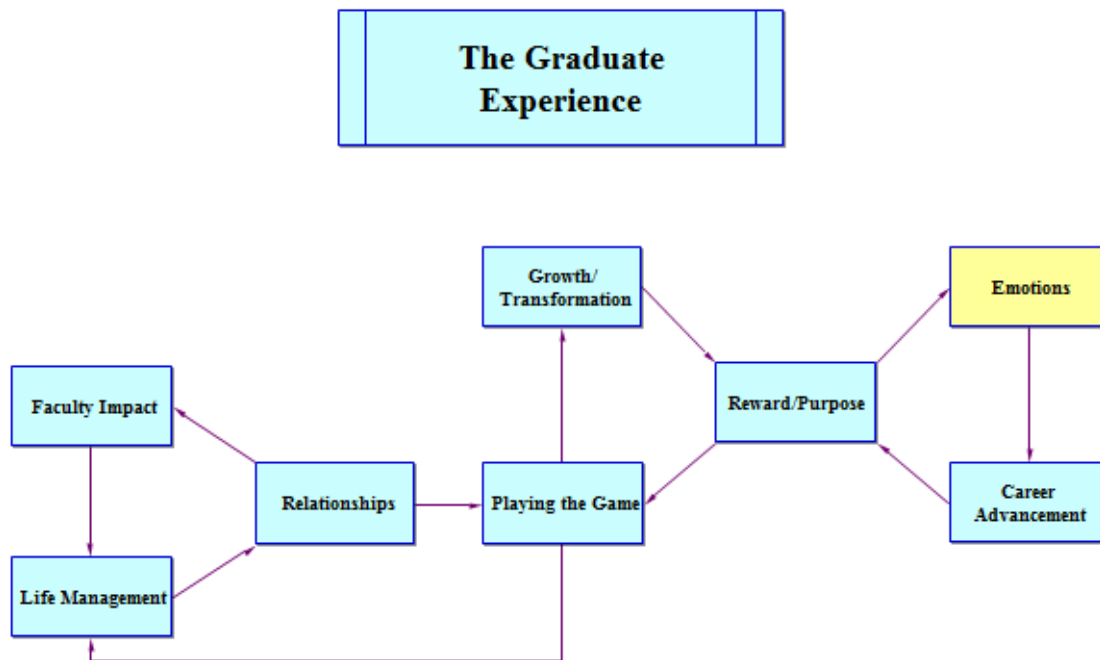 The Graduate
Experience
Growth/
Transformation
Emotions
Faculty Impact
Reward/Purpose
Relationships
Playing the Game
Career
Advancement
Life Management